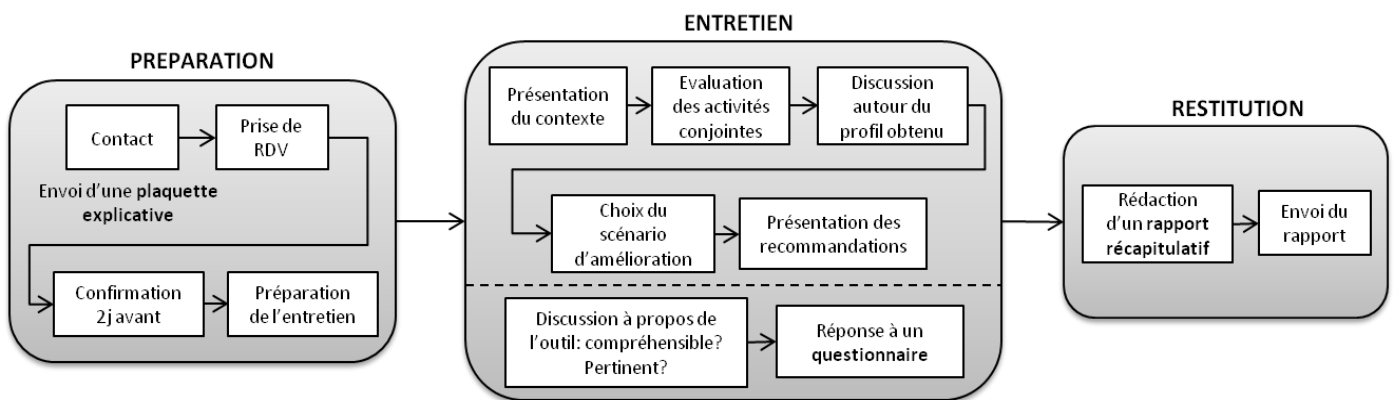 PREPARATION
Contact
Prise de
RDV
Envoi d'une plaquette
explicative
Confirmation
2j avant
Préparation
de l'entretien
ENTRETIEN
Présentation
du contexte
Evaluation
des activités
conjointes
Discussion
autour du
profil obtenu
Choix du
scénario
d'amélioration
Présentation des
recommandations
Discussion à propos de
l'outil: compréhensible?
Pertinent?
Réponse à un
questionnaire
RESTITUTION
Rédaction
d'un rapport
récapitulatif
Envoi du
rapport